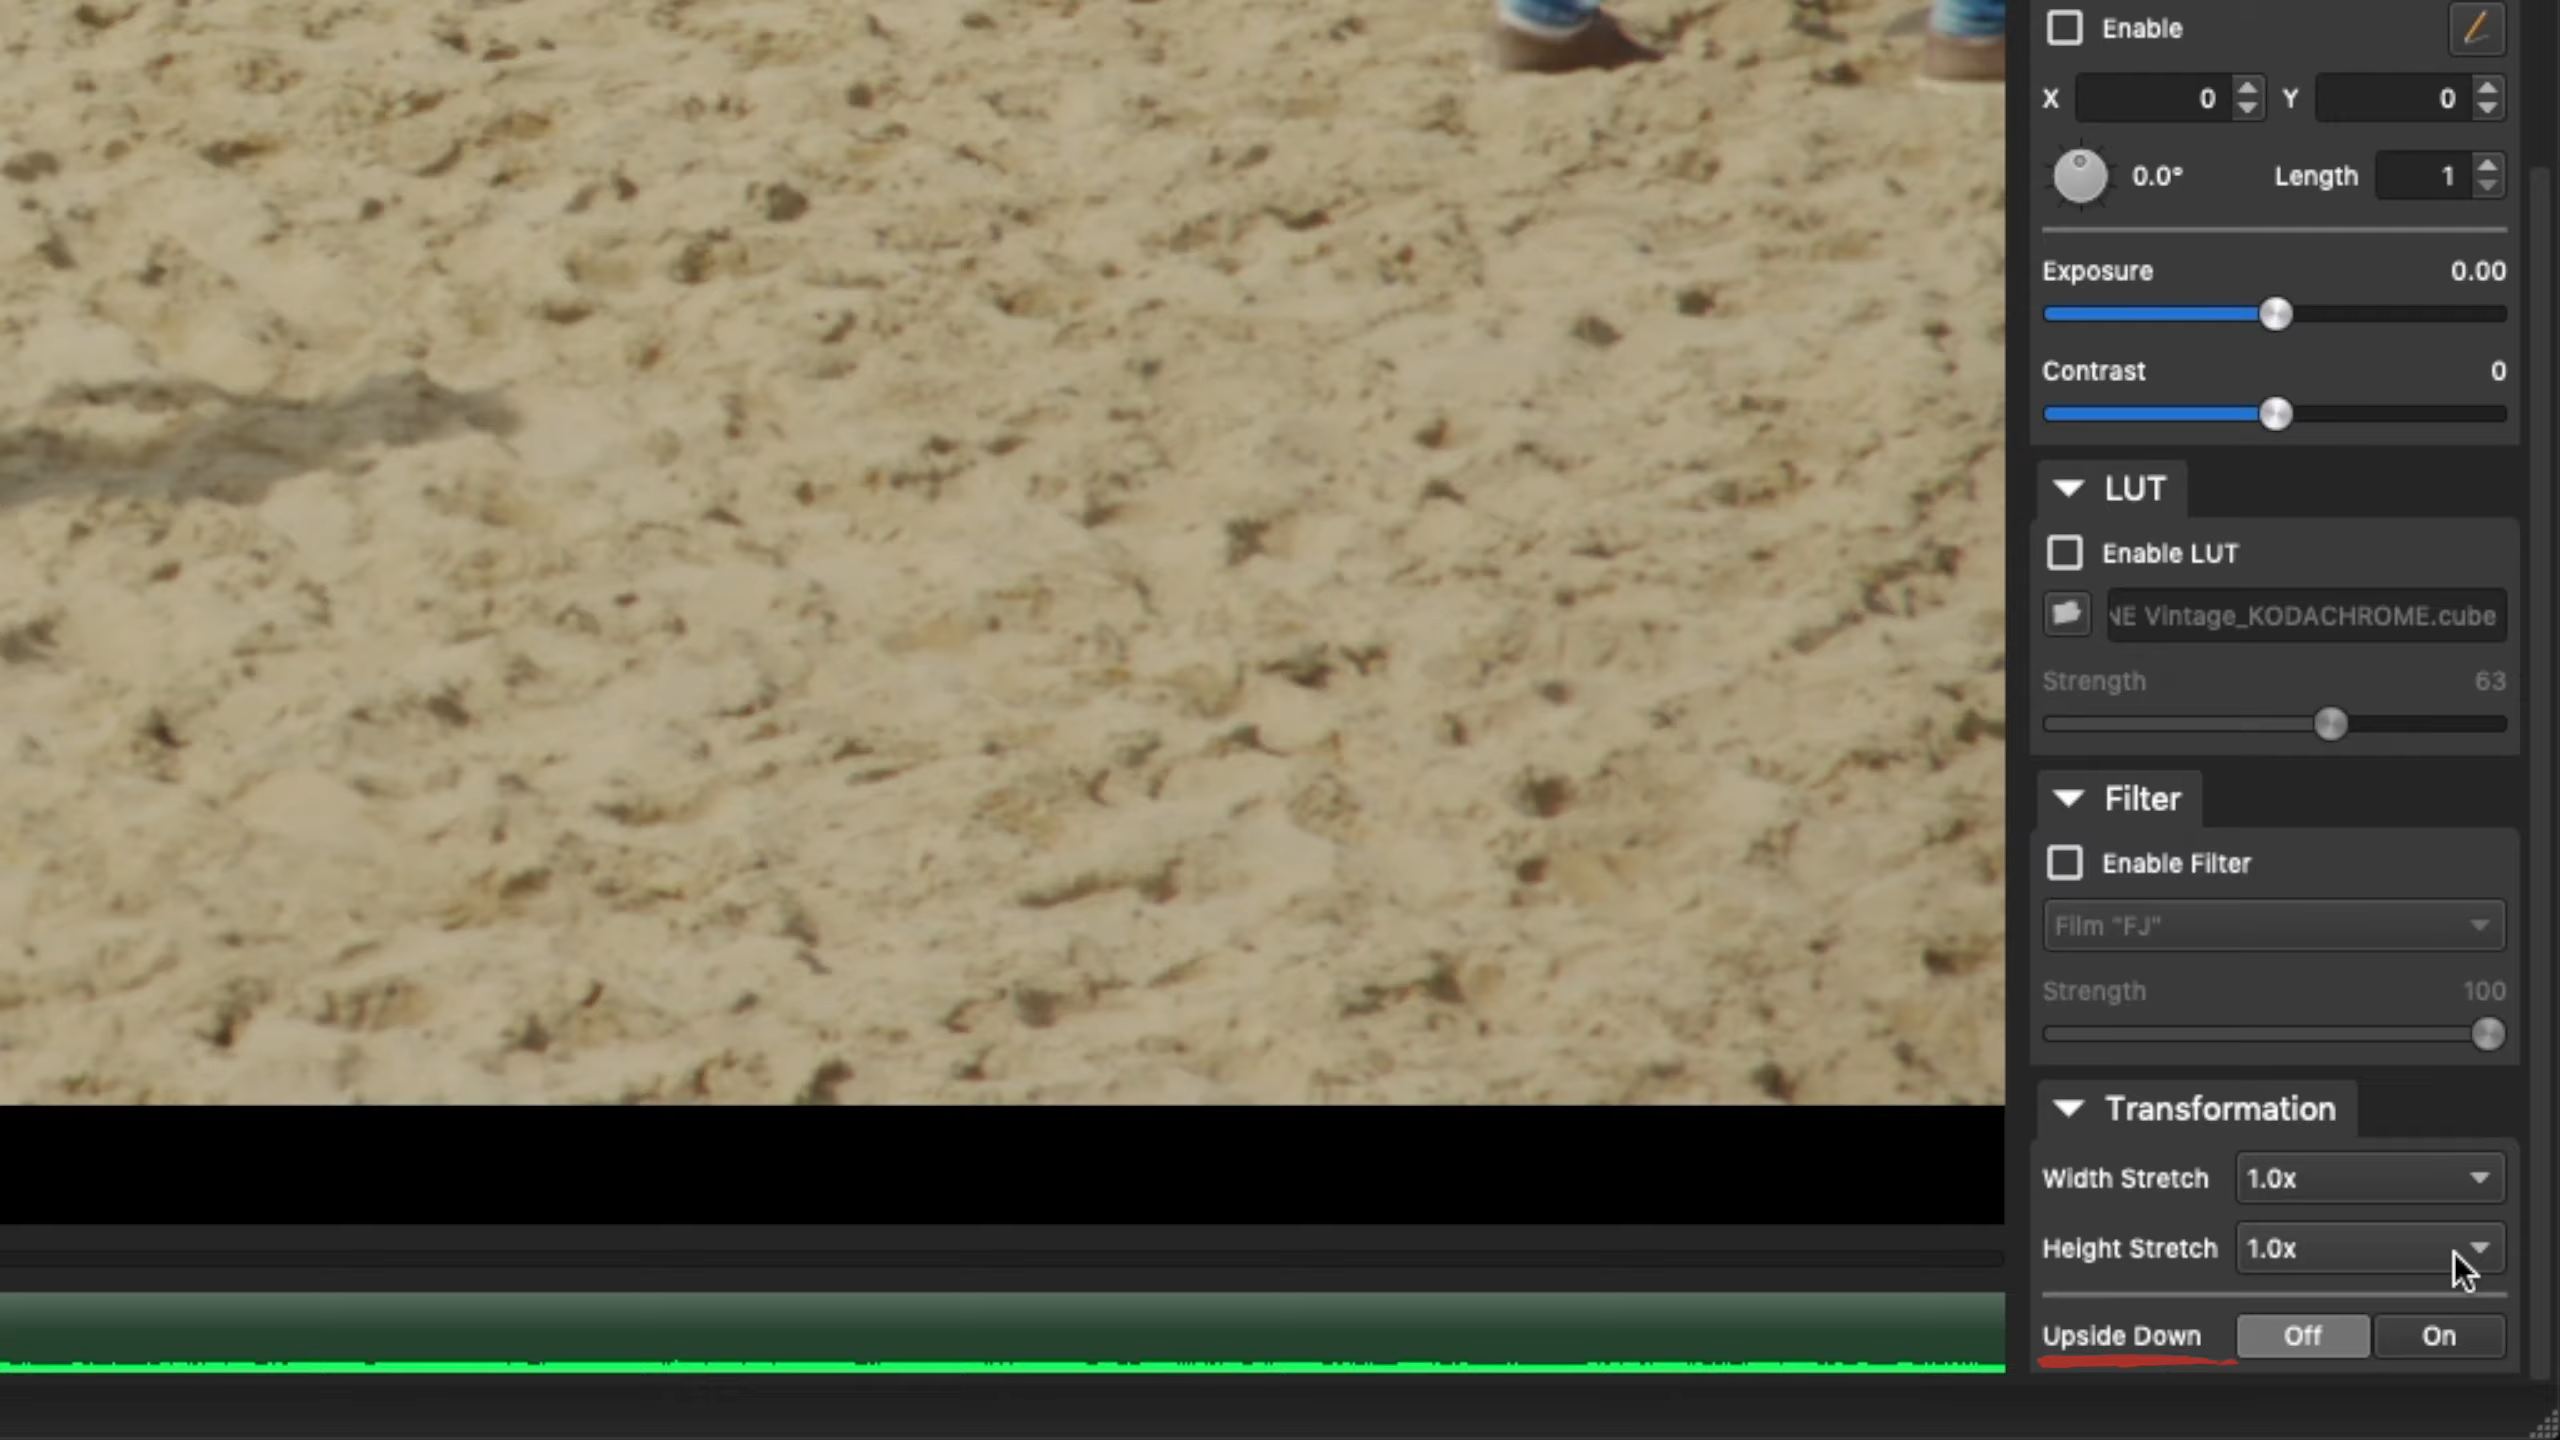 Enable
X 0 Y 0
0.0° Length 1
Exposure 0.00
Contrast 0
LUT
Enable LUT
NE Vintage_KODACHROME.cube
Strength 63
Filter
Enable Filter
Film "FJ"
Strength 100
Transformation
Width Stretch 1.0x
Height Stretch 1.0x
Upside Down Off On